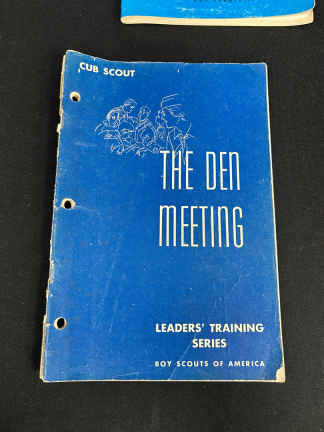 CUB SCOUT
THE DEN
MEETING
LEADERS' TRAINING
SERIES
BOY SCOUTS OF AMERICA